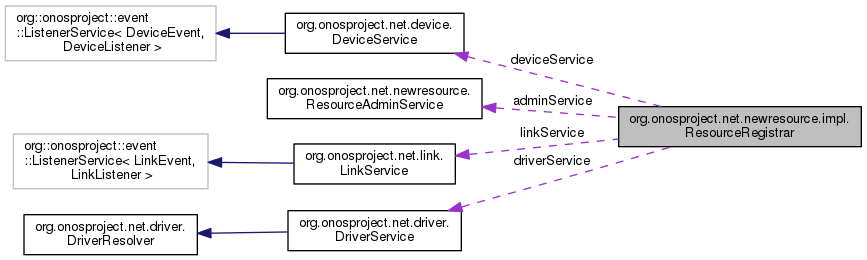 org::onosproject::event
::ListenerService< DeviceEvent,
DeviceListener >
org.onosproject.net.device.
DeviceService
deviceService
org.onosproject.net.newresource.
ResourceAdminService
adminService
org.onosproject.net.newresource.impl.
ResourceRegistrar
linkService
org::onosproject::event
::ListenerService< LinkEvent,
LinkListener >
org.onosproject.net.link.
LinkService
driverService
org.onosproject.net.driver.
DriverResolver
org.onosproject.net.driver.
DriverService